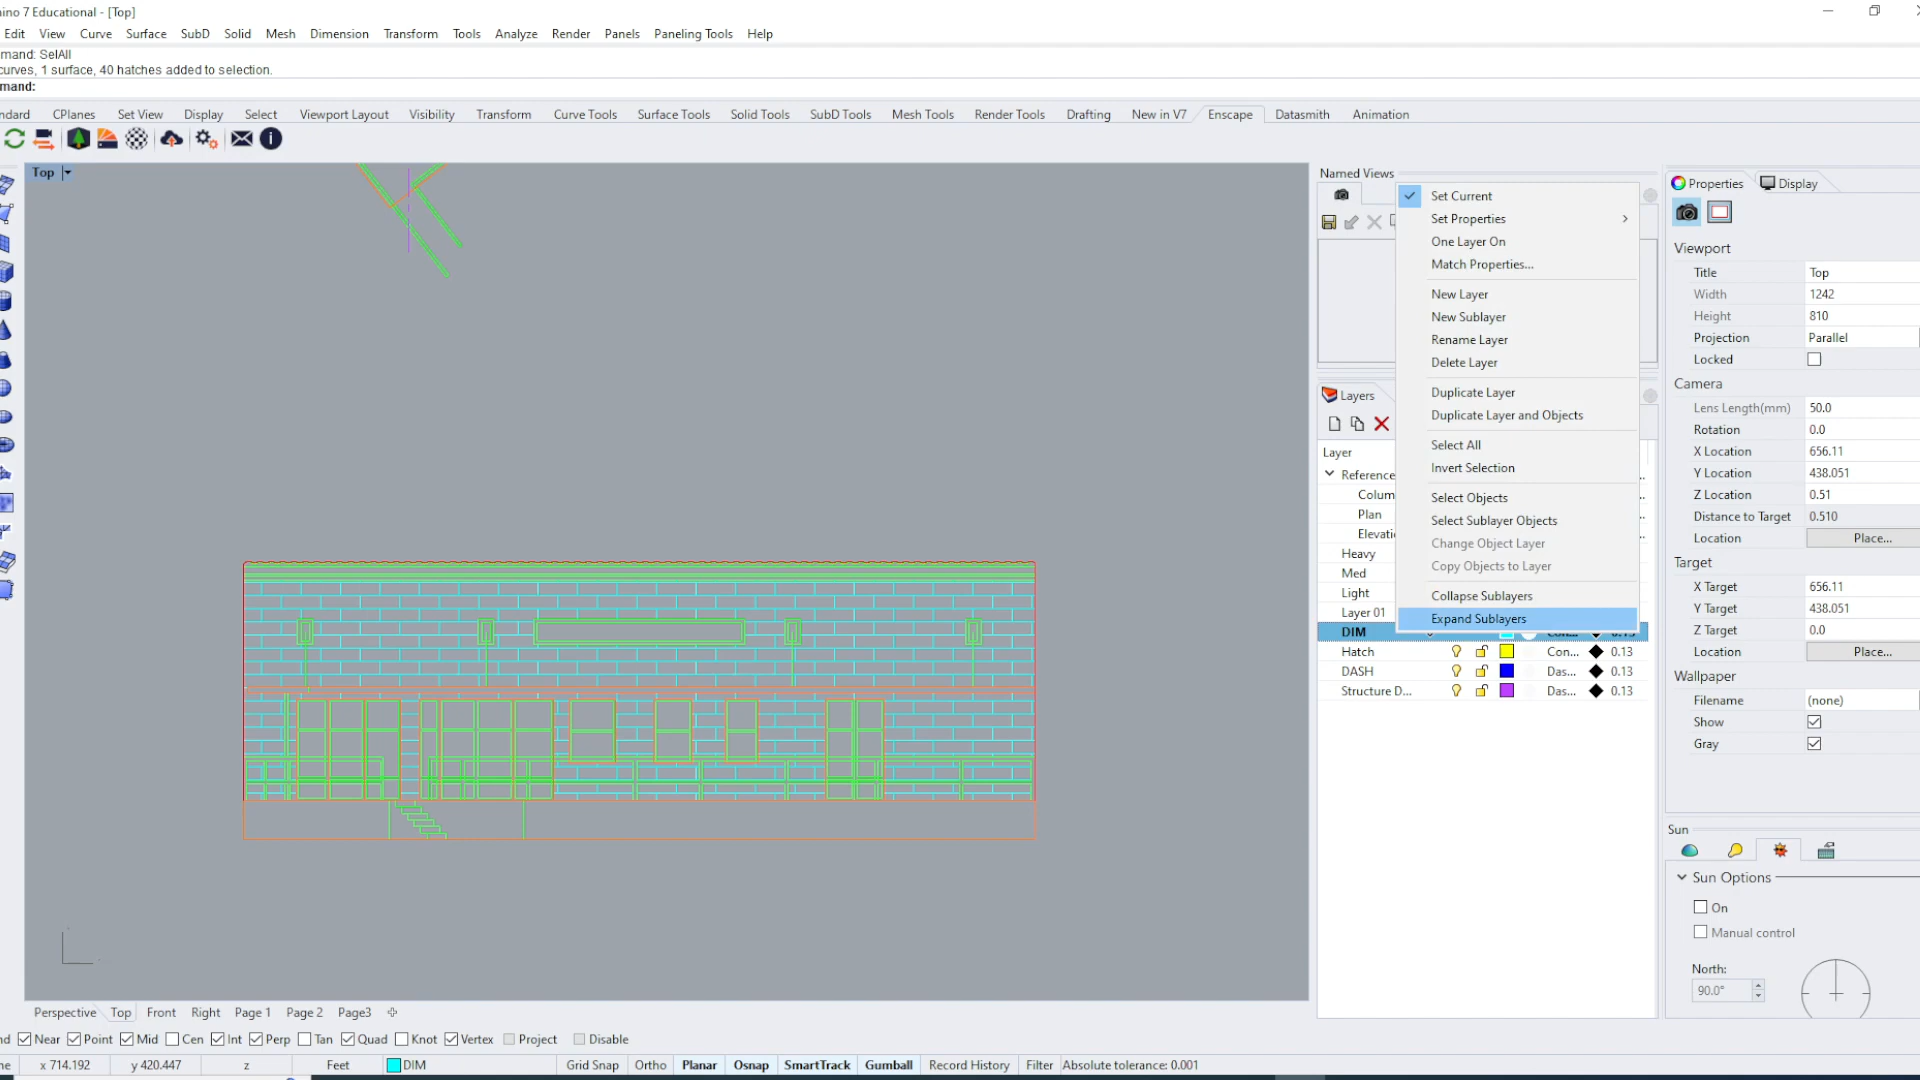 ino 7 Educational - [Top]
Edit View Curve Surface SubD Solid Mesh Dimension Transform Tools Analyze Render Panels Paneling Tools Help
mand: SelAll
curves, 1 surface, 40 hatches added to selection.
mand:
ndard CPlanes Set View Display Select Viewport Layout Visibility Transform Curve Tools Surface Tools Solid Tools SubD Tools Mesh Tools Render Tools Drafting New in V7 Enscape Datasmith Animation
Top
Named Views
Set Current
Set Properties
One Layer On
Match Properties...
New Layer
New Sublayer
Rename Layer
Delete Layer
Duplicate Layer
Duplicate Layer and Objects
Select All
Invert Selection
Select Objects
Select Sublayer Objects
Change Object Layer
Copy Objects to Layer
Collapse Sublayers
Expand Sublayers
Layers
Layer
Reference
Colum
Plan
Elevati
Heavy
Med
Light
Layer 01
DIM
Hatch Con... 0.13
DASH Das... 0.13
Structure D... Das... 0.13
Properties Display
Viewport
Title Top
Width 1242
Height 810
Projection Parallel
Locked
Camera
Lens Length(mm) 50.0
Rotation 0.0
X Location 656.11
Y Location 438.051
Z Location 0.51
Distance to Target 0.510
Location Place...
Target
X Target 656.11
Y Target 438.051
Z Target 0.0
Location Place...
Wallpaper
Filename (none)
Show
Gray
Sun
Sun Options
On
Manual control
North:
90.0°
Perspective Top Front Right Page 1 Page 2 Page3
nd Near Point Mid Cen Int Perp Tan Quad Knot Vertex Project Disable
ne x 714.192 y 420.447 z Feet DIM Grid Snap Ortho Planar Osnap SmartTrack Gumball Record History Filter Absolute tolerance: 0.001